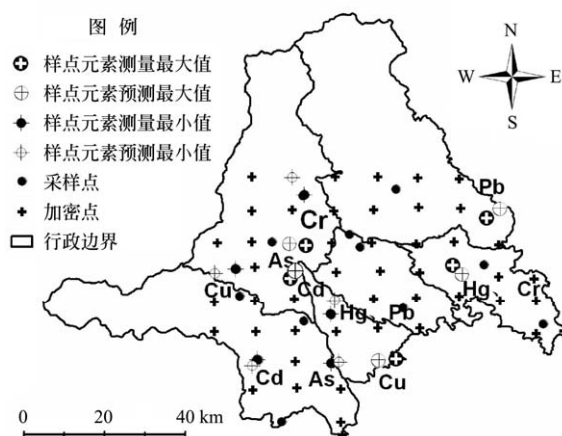 图 例
样点元素测量最大值
样点元素预测最大值
样点元素测量最小值
样点元素预测最小值
采样点
加密点
行政边界
N
W E
S
Pb
Cr
As
Cu Cd
Hg Pb
Hg Cr
Cd As Cu
0 20 40 km